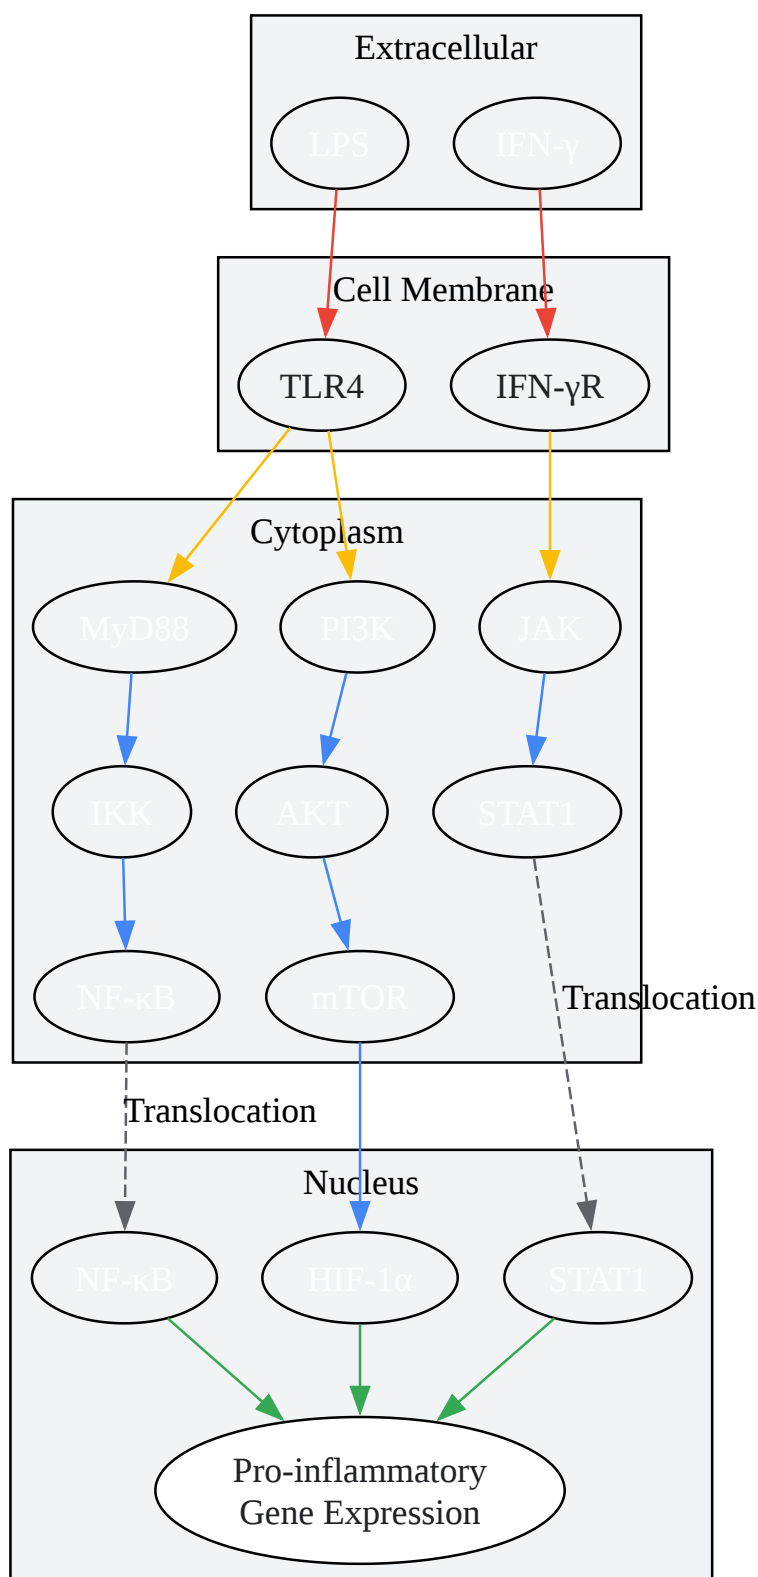 Extracellular
LPS
IFN-γ
Cell Membrane
TLR4
IFN-γR
Cytoplasm
MyD88
PI3K
JAK
IKK
AKT
STAT1
NF-κB
mTOR
Translocation
Translocation
Nucleus
NF-κB
HIF-1α
STAT1
Pro-inflammatory
Gene Expression